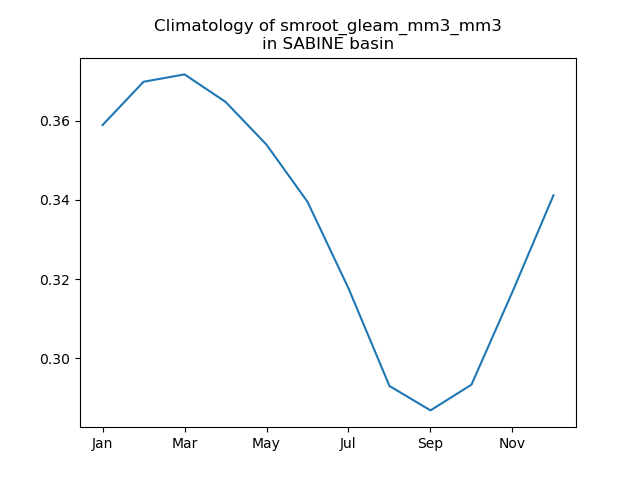 Climatology of smroot_gleam_mm3_mm3
in SABINE basin
0.36
0.34
0.32
0.30
Jan Mar May Jul Sep Nov